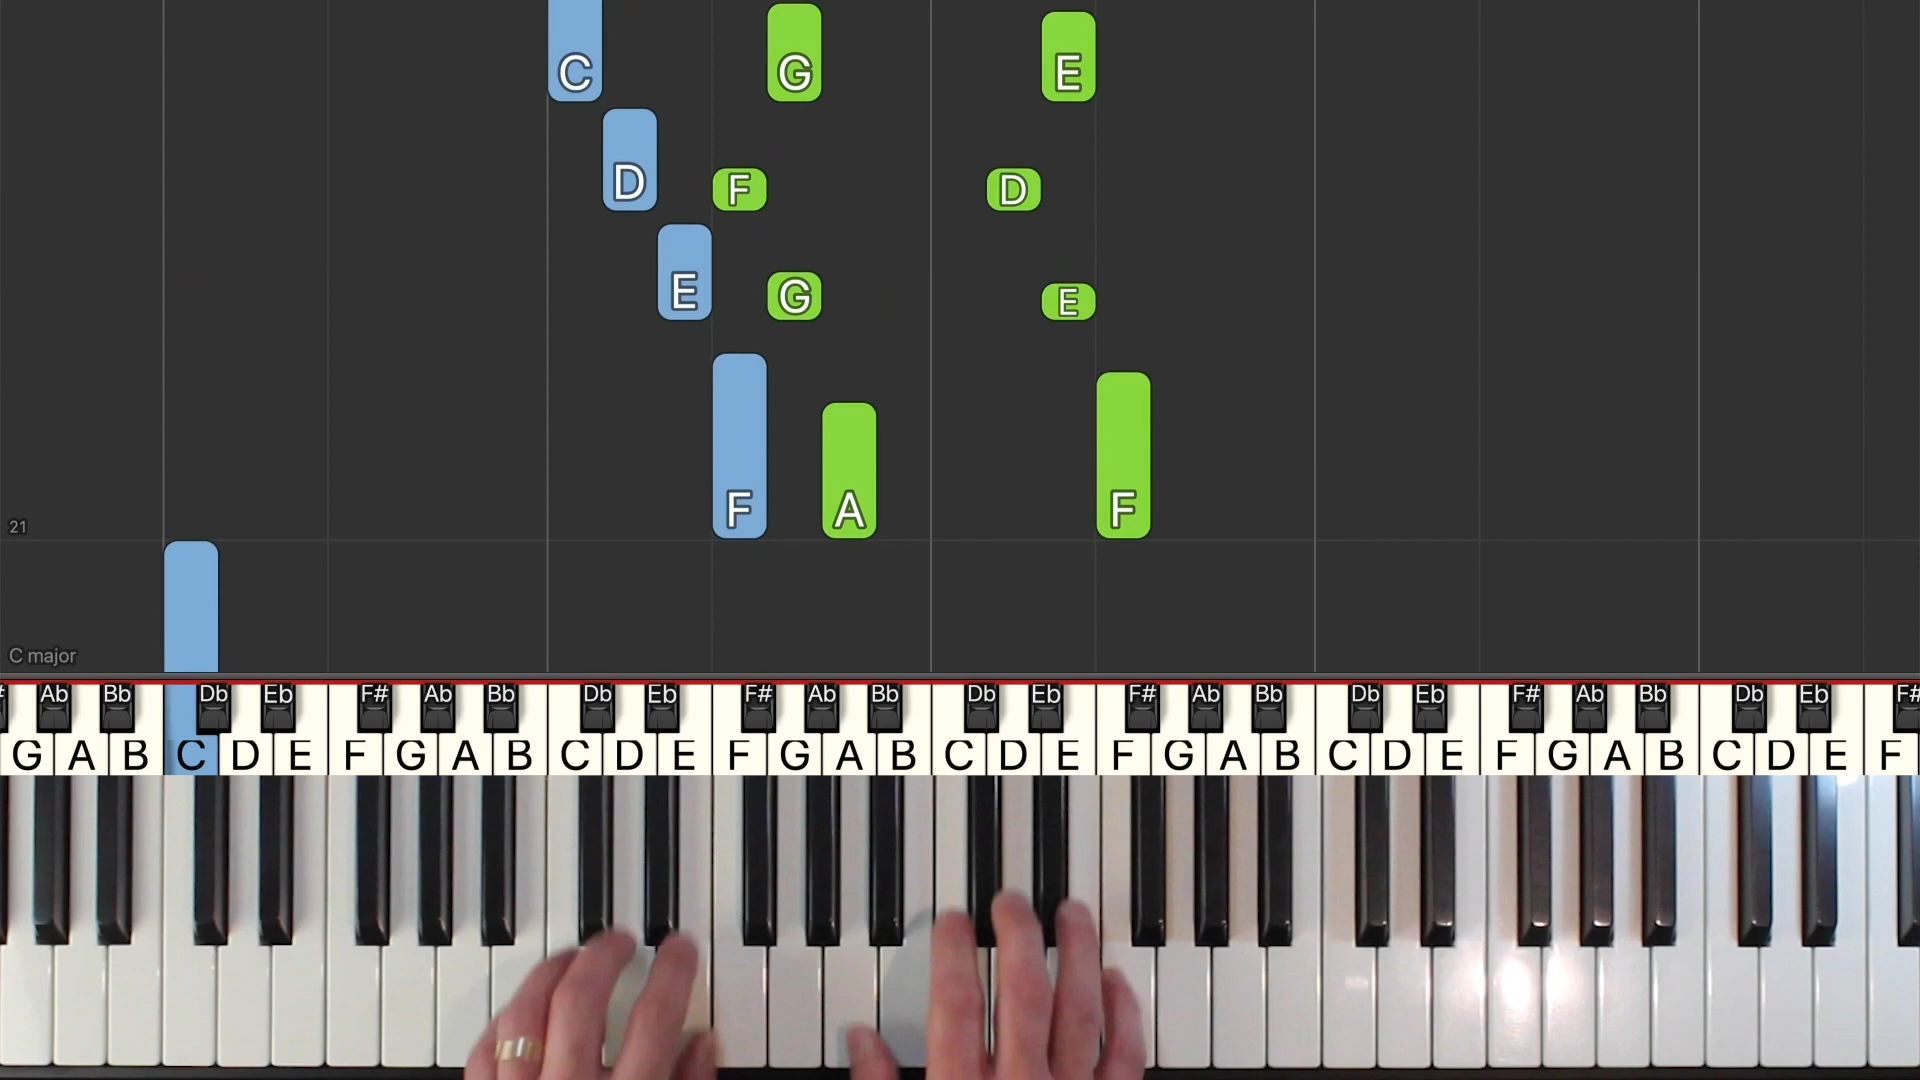 C G E
D F D
E G E
F A F
21
C major
Ab Bb Db Eb F# Ab Bb Db Eb F# Ab Bb Db Eb F# Ab Bb Db Eb F# Ab Bb Db Eb F#
G A B C D E F G A B C D E F G A B C D E F G A B C D E F G A B C D E F